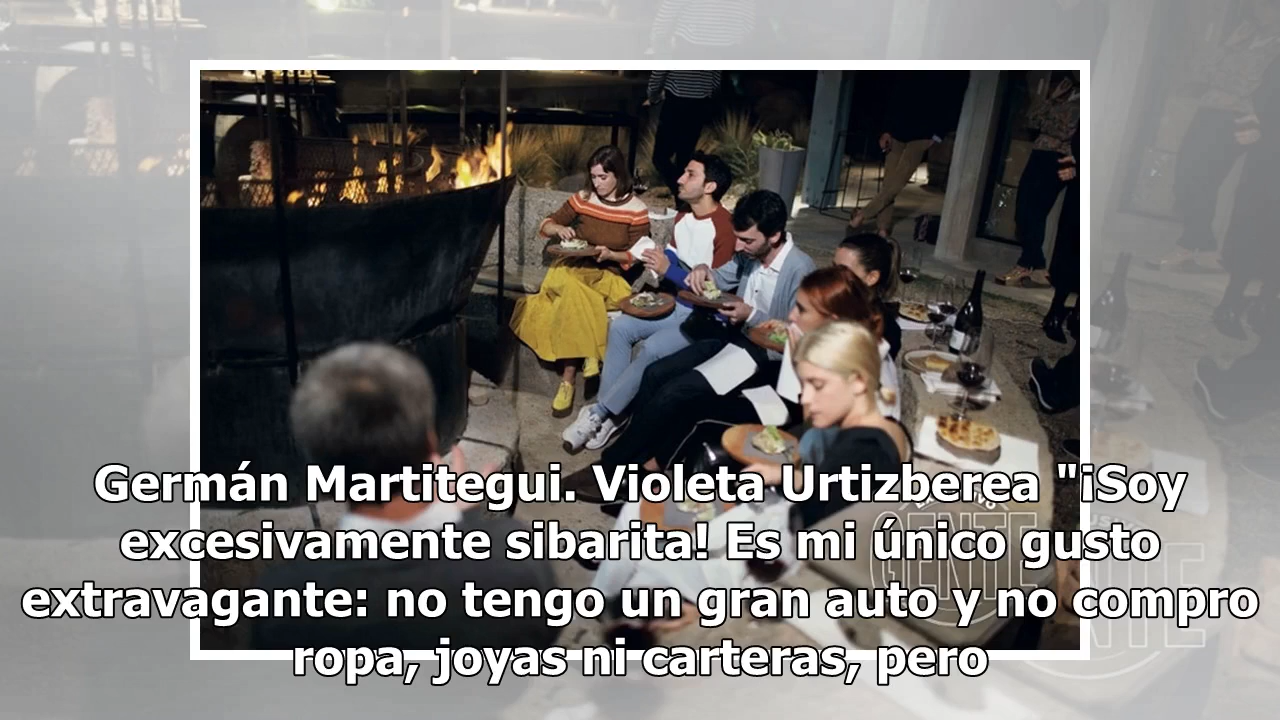 Germán Martitegui. Violeta Urtizberea "¡Soy
excesivamente sibarita! Es mi único gusto
extravagante: no tengo un gran auto y no compro
ropa, joyas ni carteras, pero
GENTE